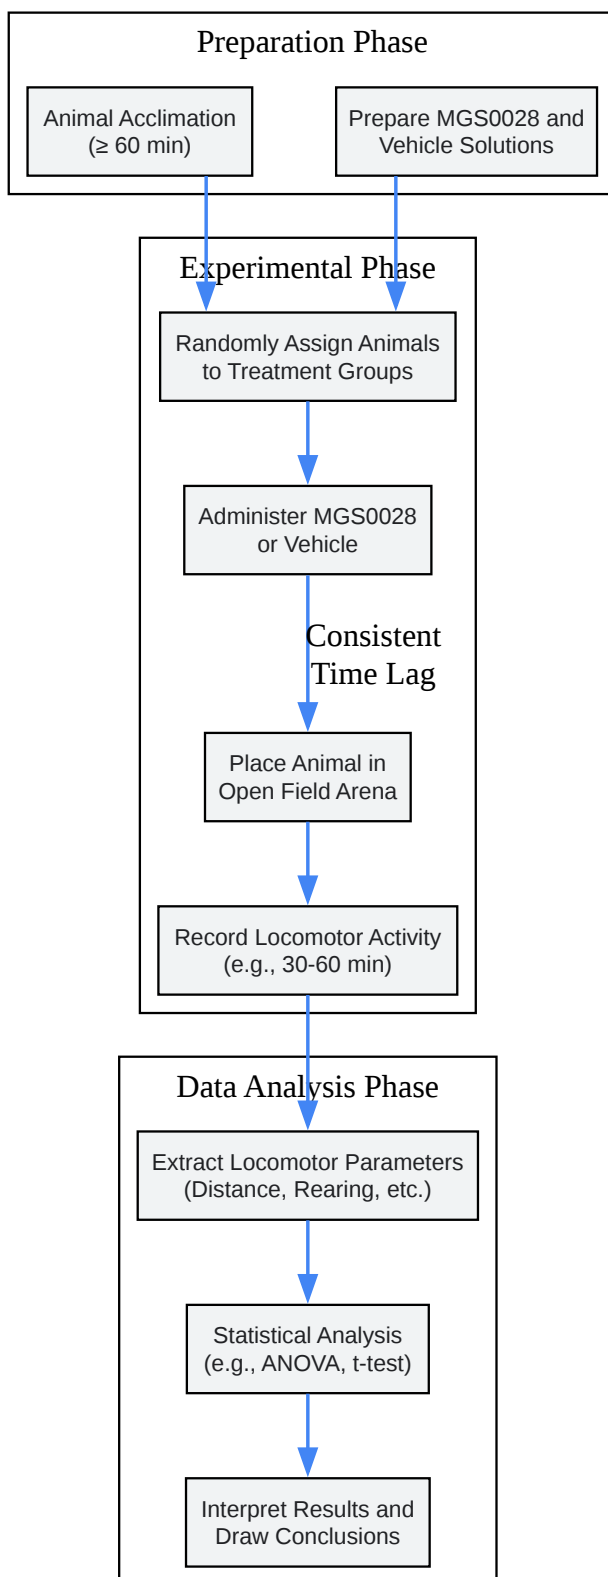 Preparation Phase
Animal Acclimation
(≥ 60 min)
Prepare MGS0028 and
Vehicle Solutions
Experimental Phase
Randomly Assign Animals
to Treatment Groups
Administer MGS0028
or Vehicle
Consistent
Time Lag
Place Animal in
Open Field Arena
Record Locomotor Activity
(e.g., 30-60 min)
Data Analysis Phase
Extract Locomotor Parameters
(Distance, Rearing, etc.)
Statistical Analysis
(e.g., ANOVA, t-test)
Interpret Results and
Draw Conclusions